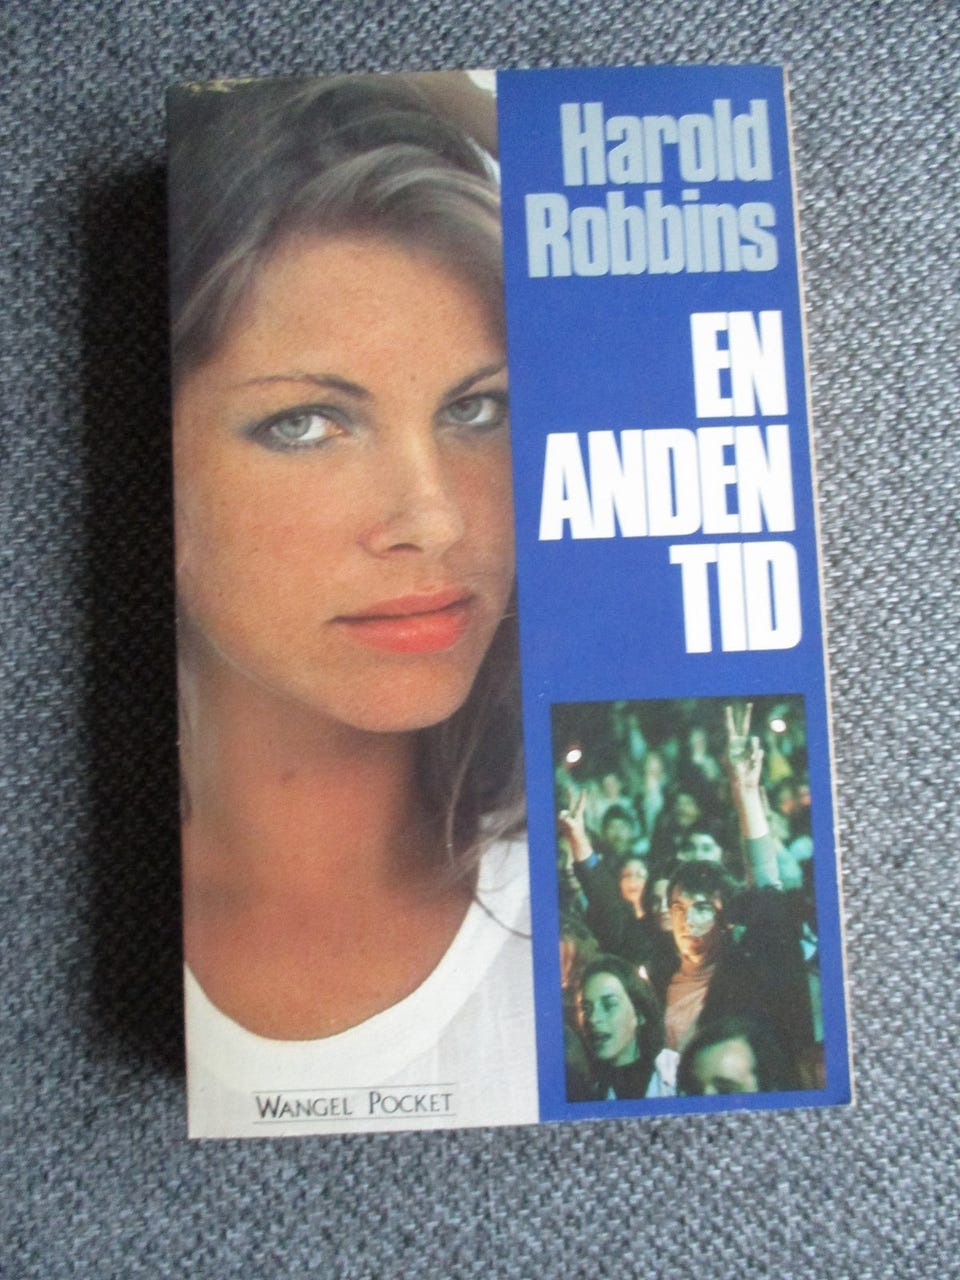 Harold
Robbins
EN
ANDEN
TID
WANGEL POCKET